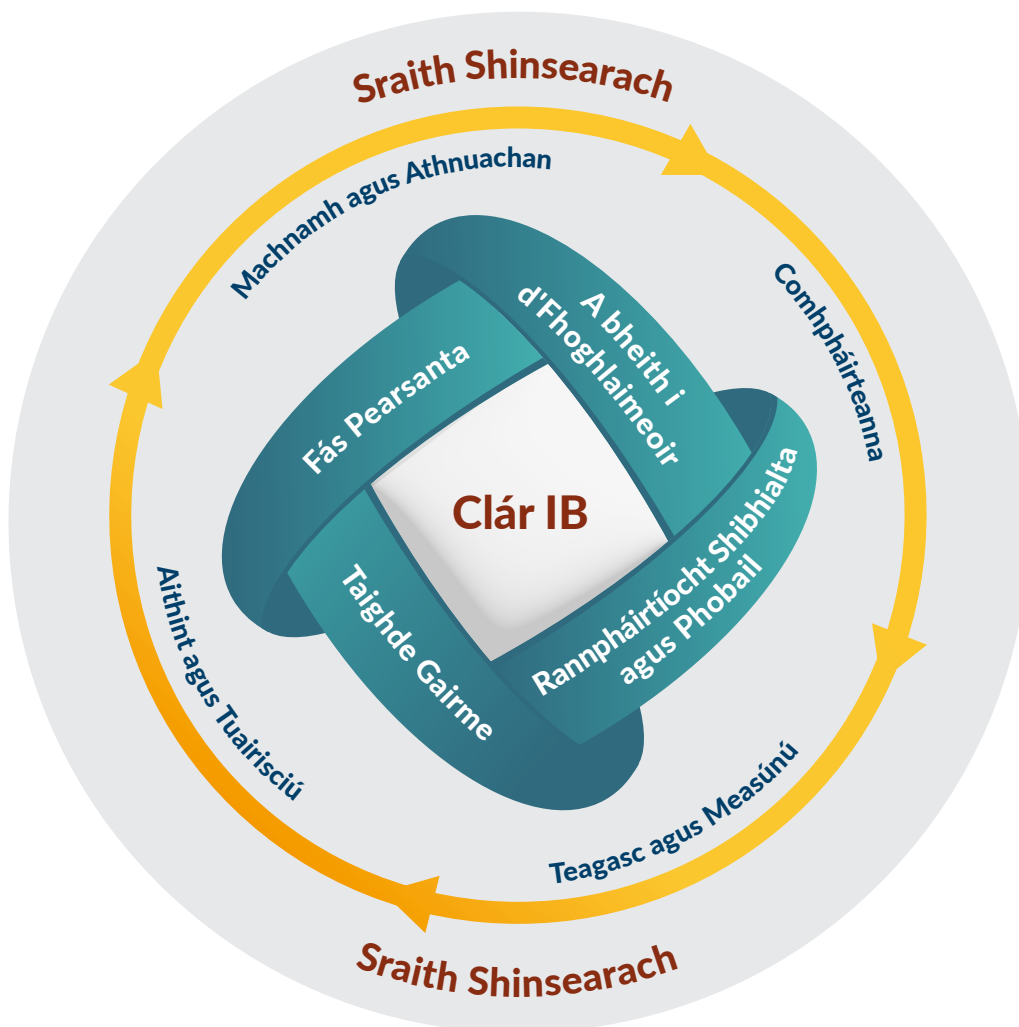 Sraith Shinsearach
Machnamh agus Athnuachan
Comhpháirteanna
A bheith i
d'Fhoghlaimeoir
Fás Pearsanta
Clár IB
Rannpháirtíocht Shibhialta
agus Phobail
Taighde Gairme
Aithint agus Tuairisciú
Teagasc agus Measúnú
Sraith Shinsearach